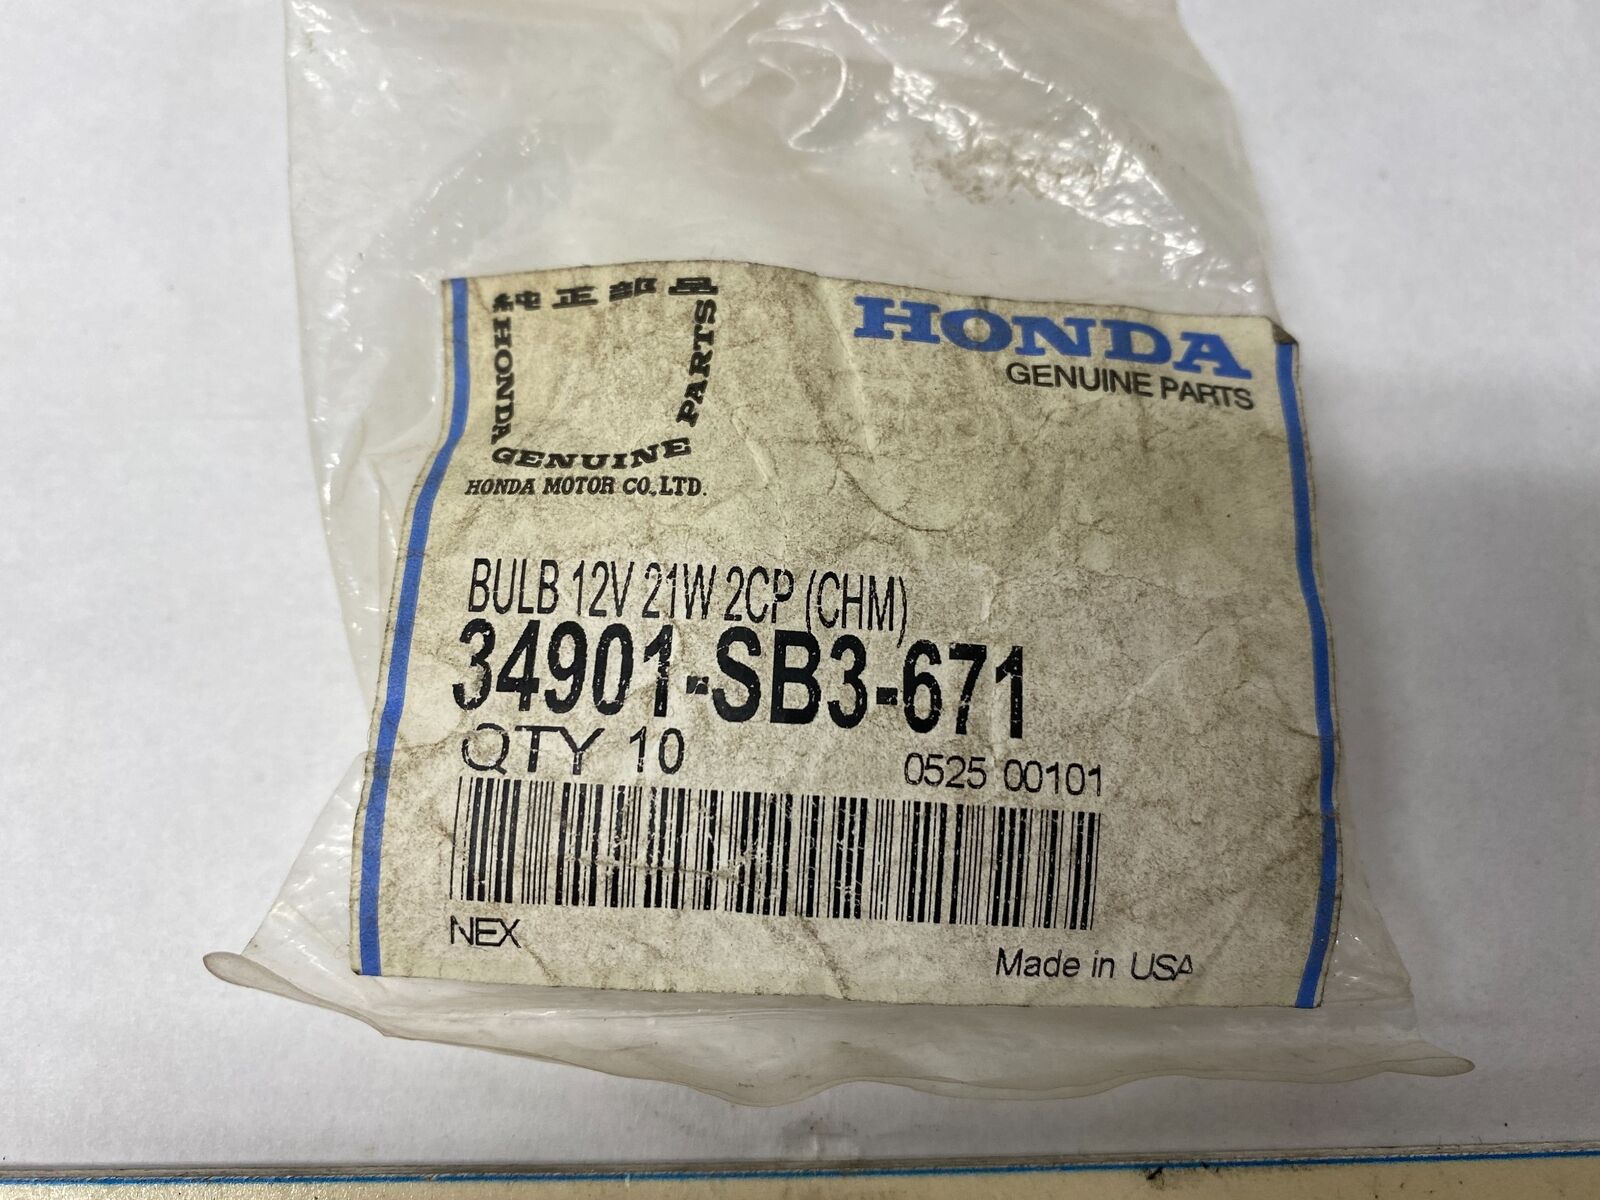 純正部品
HONDA
GENUINE
PARTS
HONDA MOTOR CO.,LTD.
HONDA
GENUINE PARTS
BULB 12V 21W 2CP (CHM)
34901-SB3-671
QTY 10
0525 00101
NEX
Made in USA